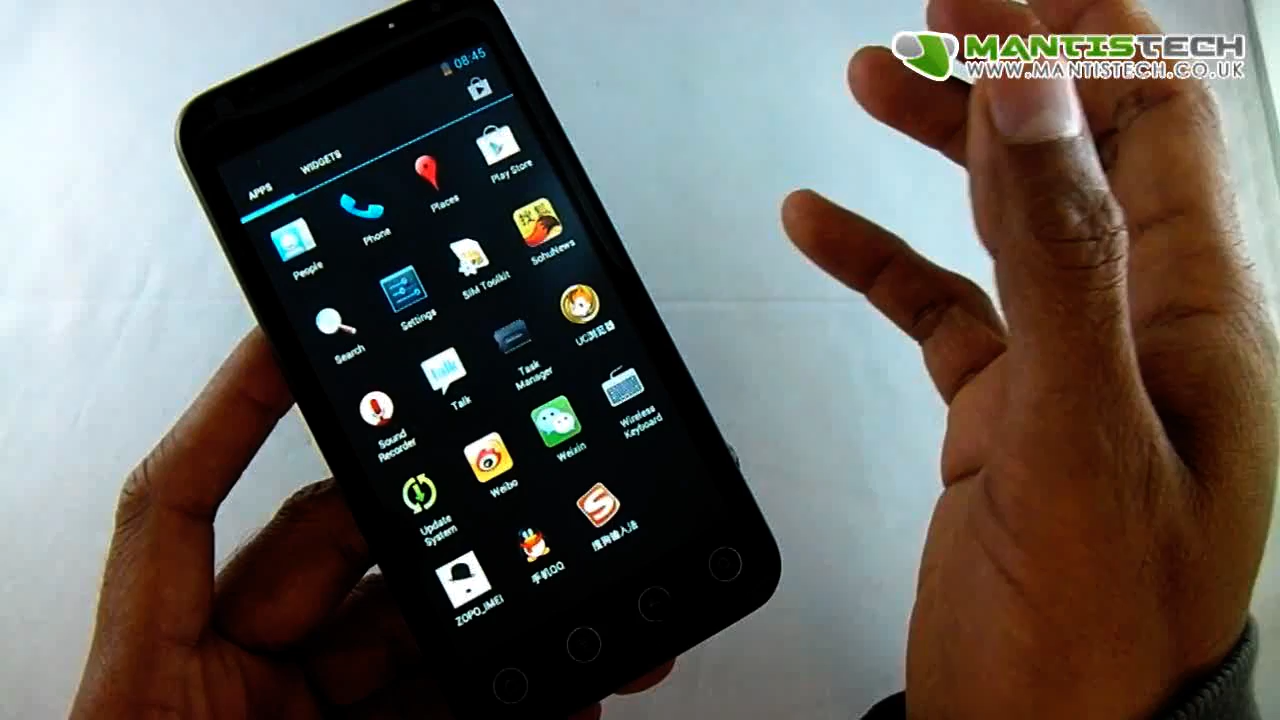 MANTISTECH
WWW.MANTISTECH.CO.UK
08:45
APPS
WIDGETS
People
Phone
Places
Play Store
Search
Settings
SIM Toolkit
SohuNews
搜狐
Sound
Recorder
Talk
talk
Task
Manager
UC浏览器
Update
System
Weibo
Weixin
Wireless
Keyboard
ZOPO_IMEI
手机QQ
搜狗输入法
S